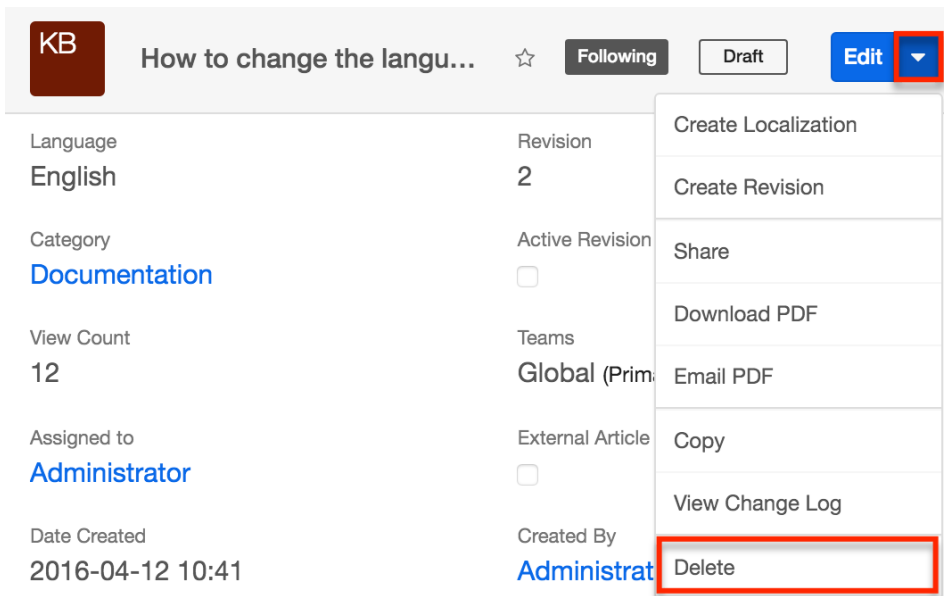 KB
How to change the langu...
Following
Draft
Edit
Language
English
Revision
2
Category
Documentation
Active Revision
View Count
12
Teams
Global (Prim
Assigned to
Administrator
External Article
Date Created
2016-04-12 10:41
Created By
Administrat
Create Localization
Create Revision
Share
Download PDF
Email PDF
Copy
View Change Log
Delete